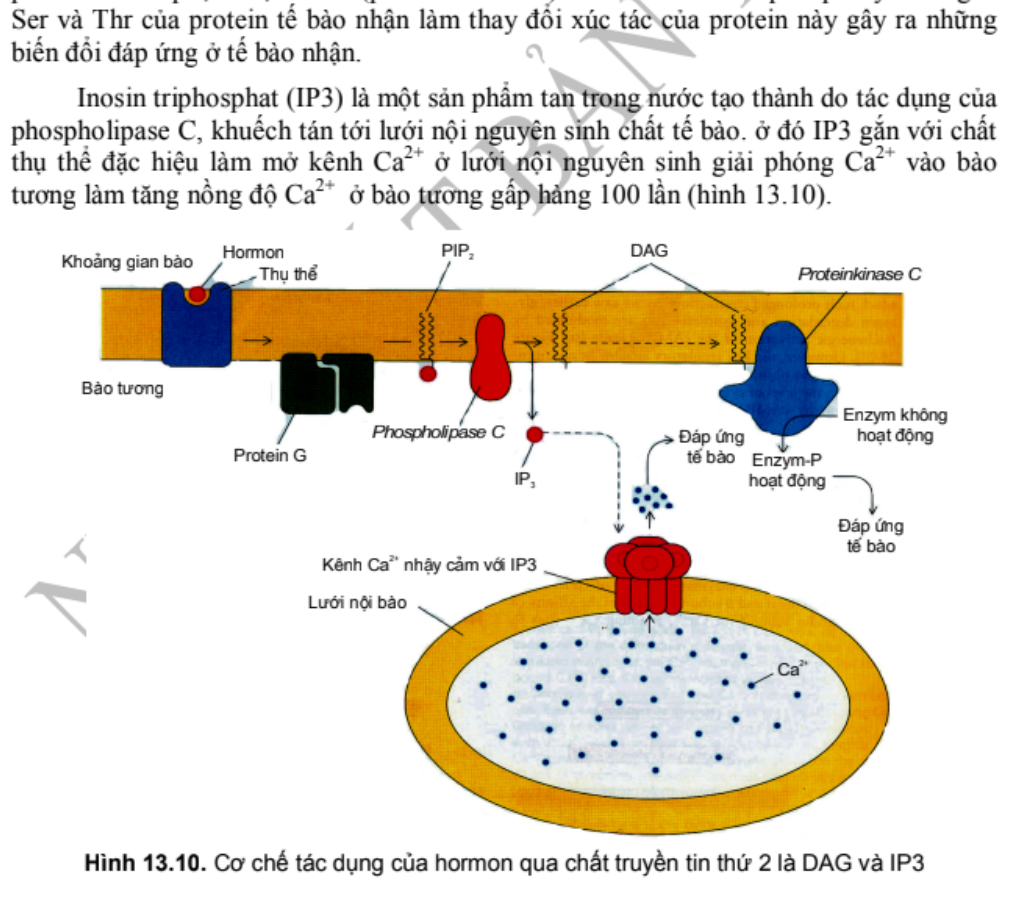 Ser và Thr của protein tế bào nhận làm thay đổi xúc tác của protein này gây ra những
biến đổi đáp ứng ở tế bào nhận.
Inosin triphosphat (IP3) là một sản phẩm tan trong nước tạo thành do tác dụng của
phospholipase C, khuếch tán tới lưới nội nguyên sinh chất tế bào. ở đó IP3 gắn với chất
thụ thể đặc hiệu làm mở kênh Ca²⁺ ở lưới nội nguyên sinh giải phóng Ca²⁺ vào bào
tương làm tăng nồng độ Ca²⁺ ở bào tương gấp hàng 100 lần (hình 13.10).
Khoảng gian bào
Hormon
Thụ thể
PIP₂
DAG
Proteinkinase C
Bào tương
Protein G
Phospholipase C
IP₃
Đáp ứng
tế bào
Enzym không
hoạt động
Enzym-P
hoạt động
Đáp ứng
tế bào
Kênh Ca²⁺ nhậy cảm với IP3
Lưới nội bào
Ca²⁺
Hình 13.10. Cơ chế tác dụng của hormon qua chất truyền tin thứ 2 là DAG và IP3